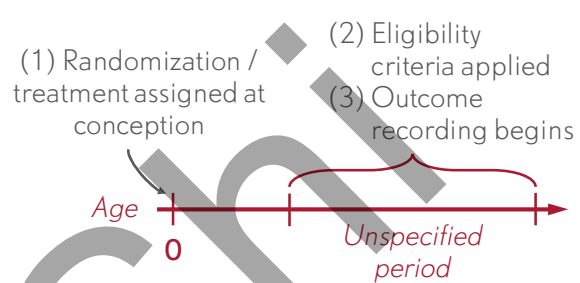 (1) Randomization /
treatment assigned at
conception
(2) Eligibility
criteria applied
(3) Outcome
recording begins
Age
0
Unspecified
period